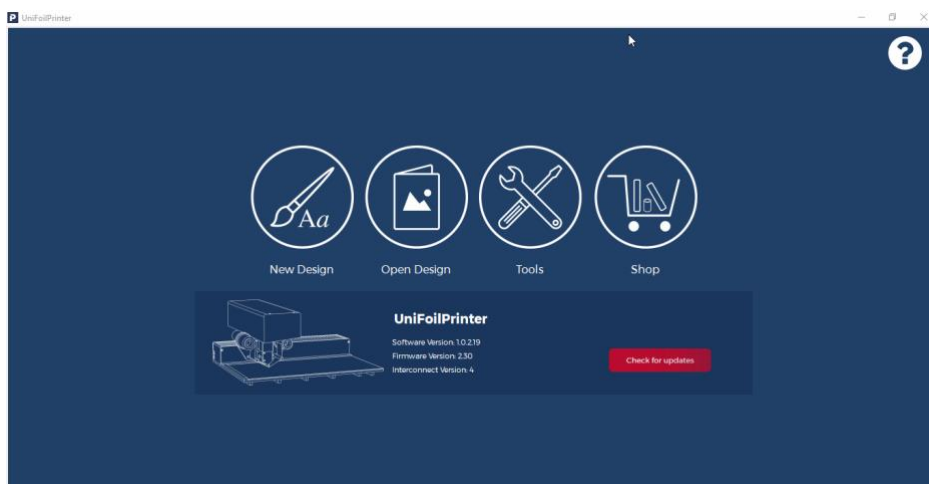 UniFoilPrinter
?
Aa
New Design Open Design Tools Shop
UniFoilPrinter
Software Version: 1.0.2.19
Firmware Version: 2.30
Interconnect Version: 4
Check for updates